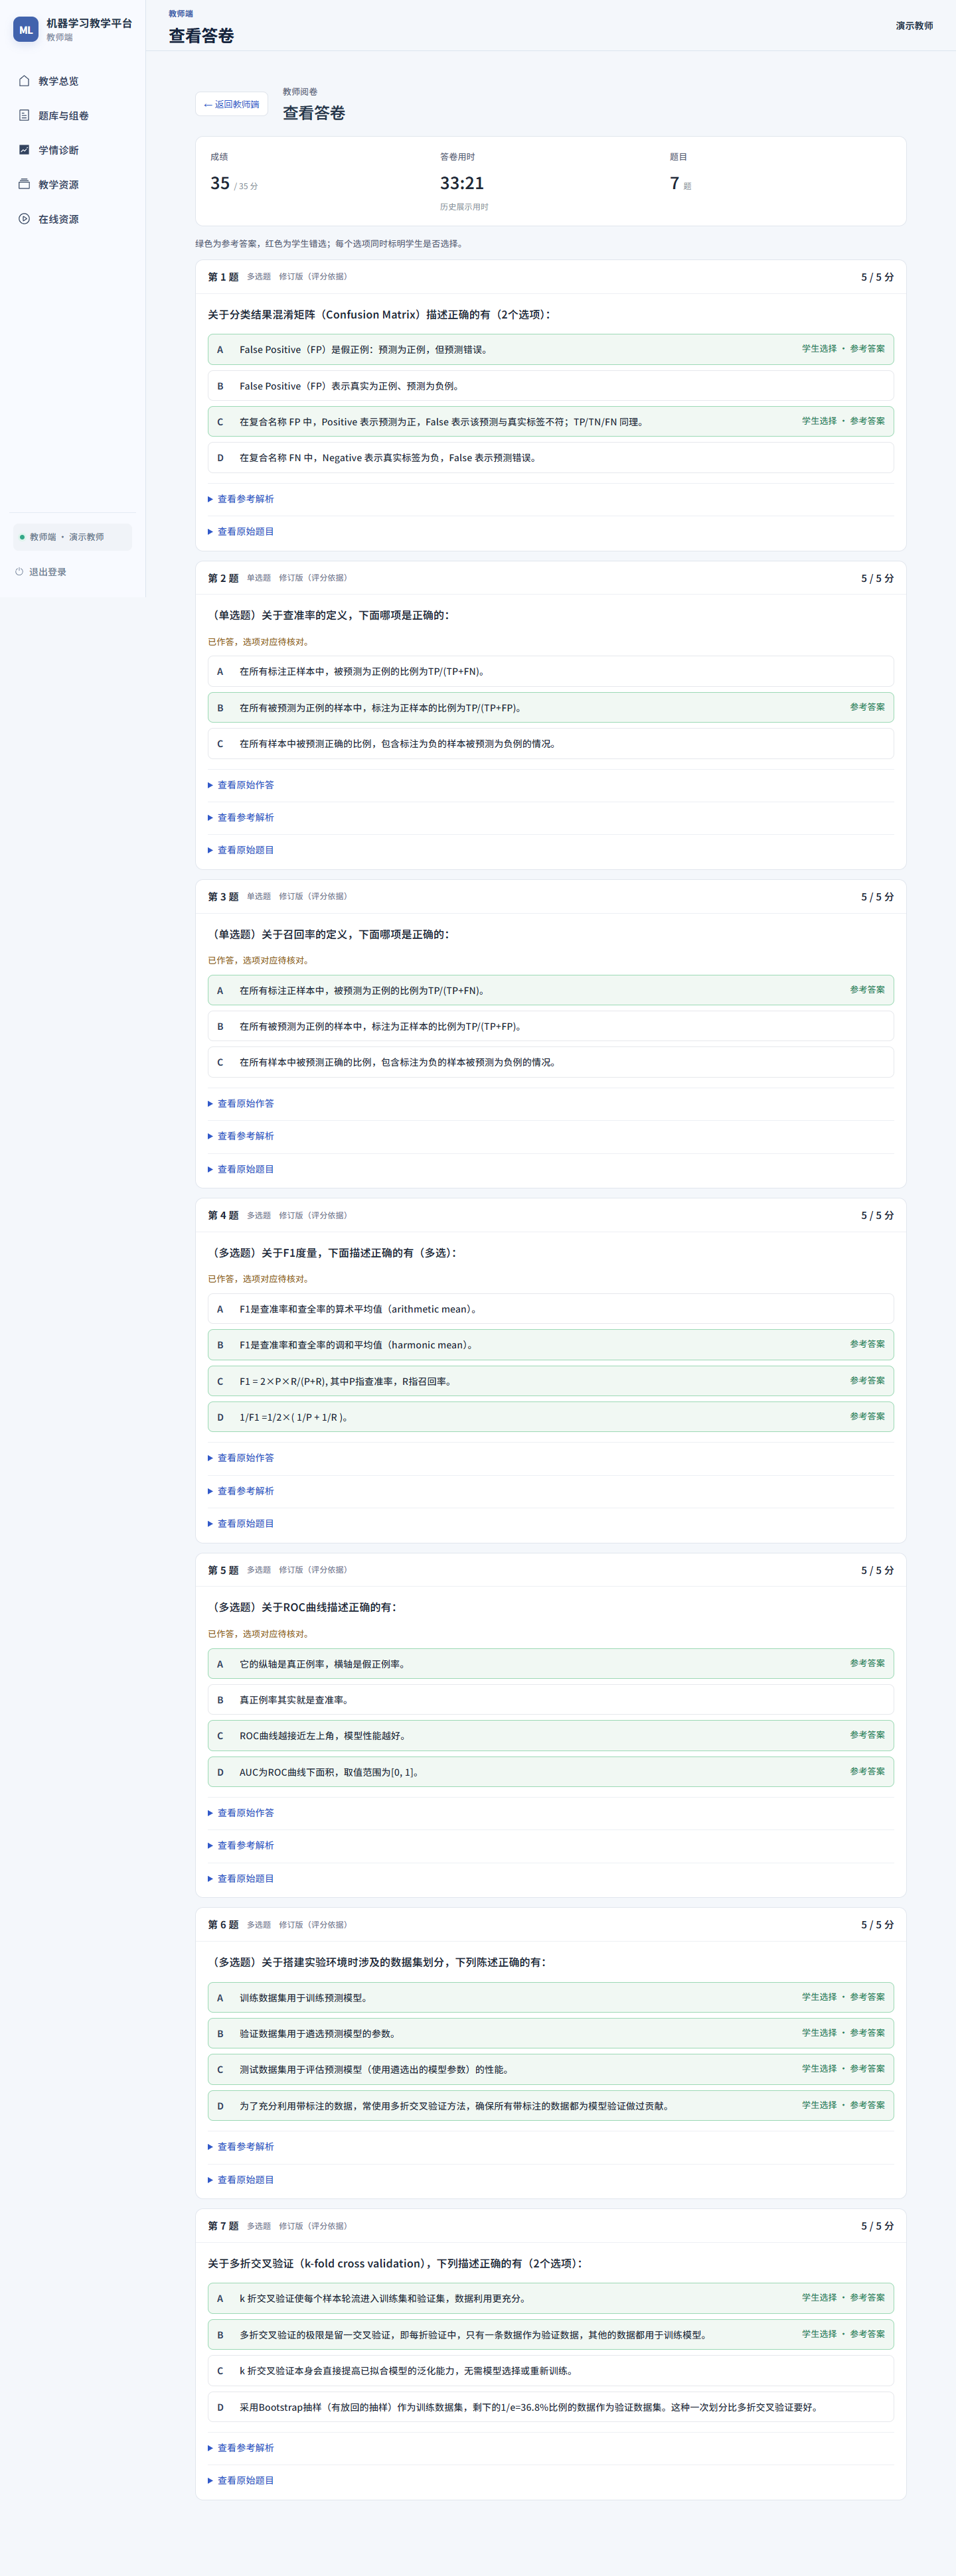 ML
机器学习教学平台
教师端
教学总览
题库与组卷
学情诊断
教学资源
在线资源
教师端 · 演示教师
退出登录
教师端
查看答卷
演示教师
← 返回教师端
教师阅卷
查看答卷
成绩
35 / 35 分
答卷用时
33:21
历史展示用时
题目
7 题
绿色为参考答案，红色为学生错选；每个选项同时标明学生是否选择。
第 1 题 多选题 修订版（评分依据） 5 / 5 分
关于分类结果混淆矩阵（Confusion Matrix）描述正确的有（2个选项）：
A False Positive（FP）是假正例：预测为正例，但预测错误。 学生选择 · 参考答案
B False Positive（FP）表示真实为正例、预测为负例。
C 在复合名称 FP 中，Positive 表示预测为正，False 表示该预测与真实标签不符；TP/TN/FN 同理。 学生选择 · 参考答案
D 在复合名称 FN 中，Negative 表示真实标签为负，False 表示预测错误。
▶ 查看参考解析
▶ 查看原始题目
第 2 题 单选题 修订版（评分依据） 5 / 5 分
（单选题）关于查准率的定义，下面哪项是正确的：
已作答，选项对应待核对。
A 在所有标注正样本中，被预测为正例的比例为TP/(TP+FN)。
B 在所有被预测为正例的样本中，标注为正样本的比例为TP/(TP+FP)。 参考答案
C 在所有样本中被预测正确的比例，包含标注为负的样本被预测为负例的情况。
▶ 查看原始作答
▶ 查看参考解析
▶ 查看原始题目
第 3 题 单选题 修订版（评分依据） 5 / 5 分
（单选题）关于召回率的定义，下面哪项是正确的：
已作答，选项对应待核对。
A 在所有标注正样本中，被预测为正例的比例为TP/(TP+FN)。 参考答案
B 在所有被预测为正例的样本中，标注为正样本的比例为TP/(TP+FP)。
C 在所有样本中被预测正确的比例，包含标注为负的样本被预测为负例的情况。
▶ 查看原始作答
▶ 查看参考解析
▶ 查看原始题目
第 4 题 多选题 修订版（评分依据） 5 / 5 分
（多选题）关于F1度量，下面描述正确的有（多选）：
已作答，选项对应待核对。
A F1是查准率和查全率的算术平均值（arithmetic mean）。
B F1是查准率和查全率的调和平均值（harmonic mean）。 参考答案
C F1 = 2×P×R/(P+R), 其中P指查准率，R指召回率。 参考答案
D 1/F1 =1/2×( 1/P + 1/R )。 参考答案
▶ 查看原始作答
▶ 查看参考解析
▶ 查看原始题目
第 5 题 多选题 修订版（评分依据） 5 / 5 分
（多选题）关于ROC曲线描述正确的有：
已作答，选项对应待核对。
A 它的纵轴是真正例率，横轴是假正例率。 参考答案
B 真正例率其实就是查准率。
C ROC曲线越接近左上角，模型性能越好。 参考答案
D AUC为ROC曲线下面积，取值范围为[0, 1]。 参考答案
▶ 查看原始作答
▶ 查看参考解析
▶ 查看原始题目
第 6 题 多选题 修订版（评分依据） 5 / 5 分
（多选题）关于搭建实验环境时涉及的数据集划分，下列陈述正确的有：
A 训练数据集用于训练预测模型。 学生选择 · 参考答案
B 验证数据集用于遴选预测模型的参数。 学生选择 · 参考答案
C 测试数据集用于评估预测模型（使用遴选出的模型参数）的性能。 学生选择 · 参考答案
D 为了充分利用带标注的数据，常使用多折交叉验证方法，确保所有带标注的数据都为模型验证做过贡献。 学生选择 · 参考答案
▶ 查看参考解析
▶ 查看原始题目
第 7 题 多选题 修订版（评分依据） 5 / 5 分
关于多折交叉验证（k-fold cross validation），下列描述正确的有（2个选项）：
A k 折交叉验证使每个样本轮流进入训练集和验证集，数据利用更充分。 学生选择 · 参考答案
B 多折交叉验证的极限是留一交叉验证，即每折验证中，只有一条数据作为验证数据，其他的数据都用于训练模型。 学生选择 · 参考答案
C k 折交叉验证本身会直接提高已拟合模型的泛化能力，无需模型选择或重新训练。
D 采用Bootstrap抽样（有放回的抽样）作为训练数据集，剩下的1/e=36.8%比例的数据作为验证数据集。这种一次划分比多折交叉验证要好。
▶ 查看参考解析
▶ 查看原始题目